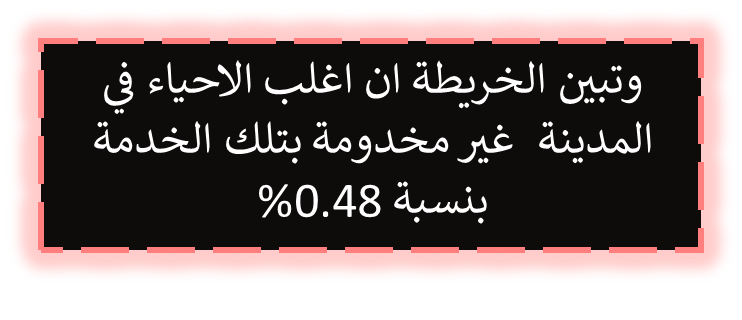 وتبين الخريطة ان اغلب الاحياء في
المدينة  غير مخدومة بتلك الخدمة
بنسبة 0.48%